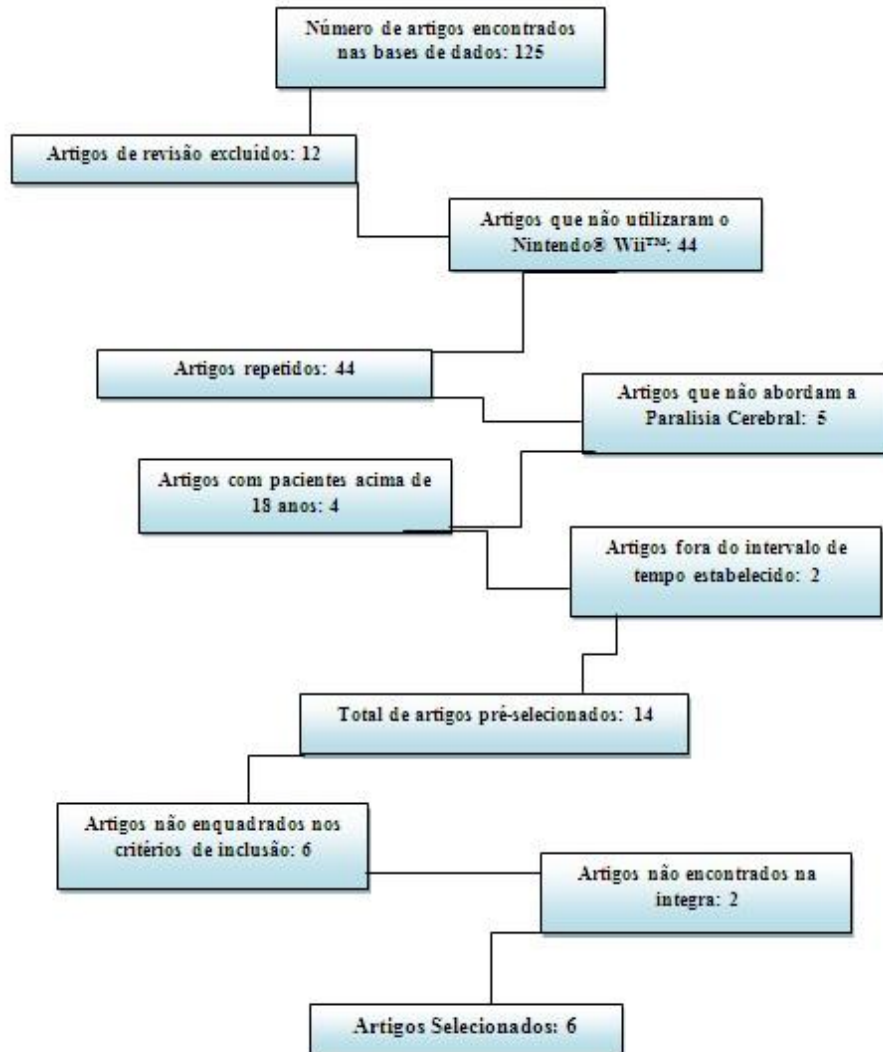 Número de artigos encontrados
nas bases de dados: 125
Artigos de revisão excluídos: 12
Artigos que não utilizaram o
Nintendo® Wii™: 44
Artigos repetidos: 44
Artigos que não abordam a
Paralisia Cerebral: 5
Artigos com pacientes acima de
18 anos: 4
Artigos fora do intervalo de
tempo estabelecido: 2
Total de artigos pré-selecionados: 14
Artigos não enquadrados nos
critérios de inclusão: 6
Artigos não encontrados na
integra: 2
Artigos Selecionados: 6